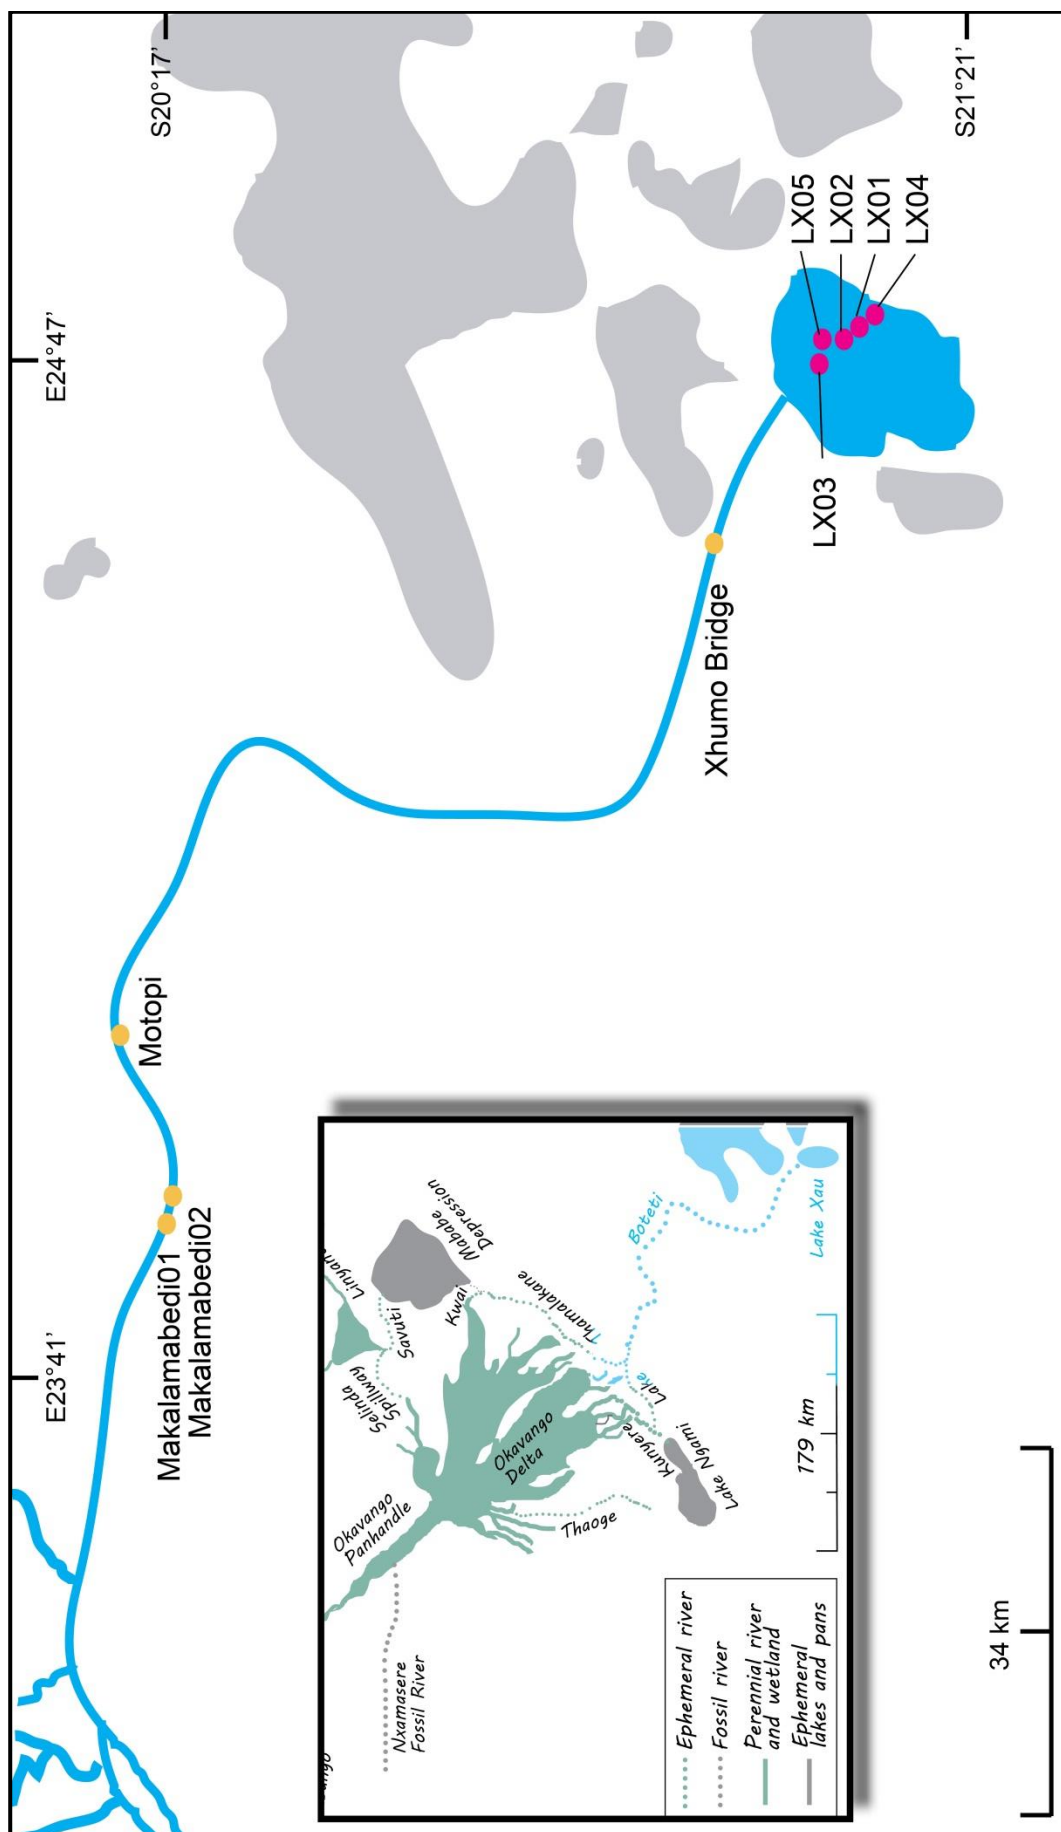 E23°41'
E24°47'
S20°17'
S21°21'
Makalamabedi01
Makalamabedi02
Motopi
Xhumo Bridge
LX03
LX05
LX02
LX01
LX04
34 km
Okavango
Panhandle
Nxamasere
Fossil River
Selinda
Spillway
Savuti
Kwai
Mababe
Depression
Okavango
Delta
Thamalakane
Thaoge
Kunyere
Lake
Lake Ngami
Boteti
Lake Xau
179 km
Ephemeral river
Fossil river
Perennial river
and wetland
Ephemeral
lakes and pans